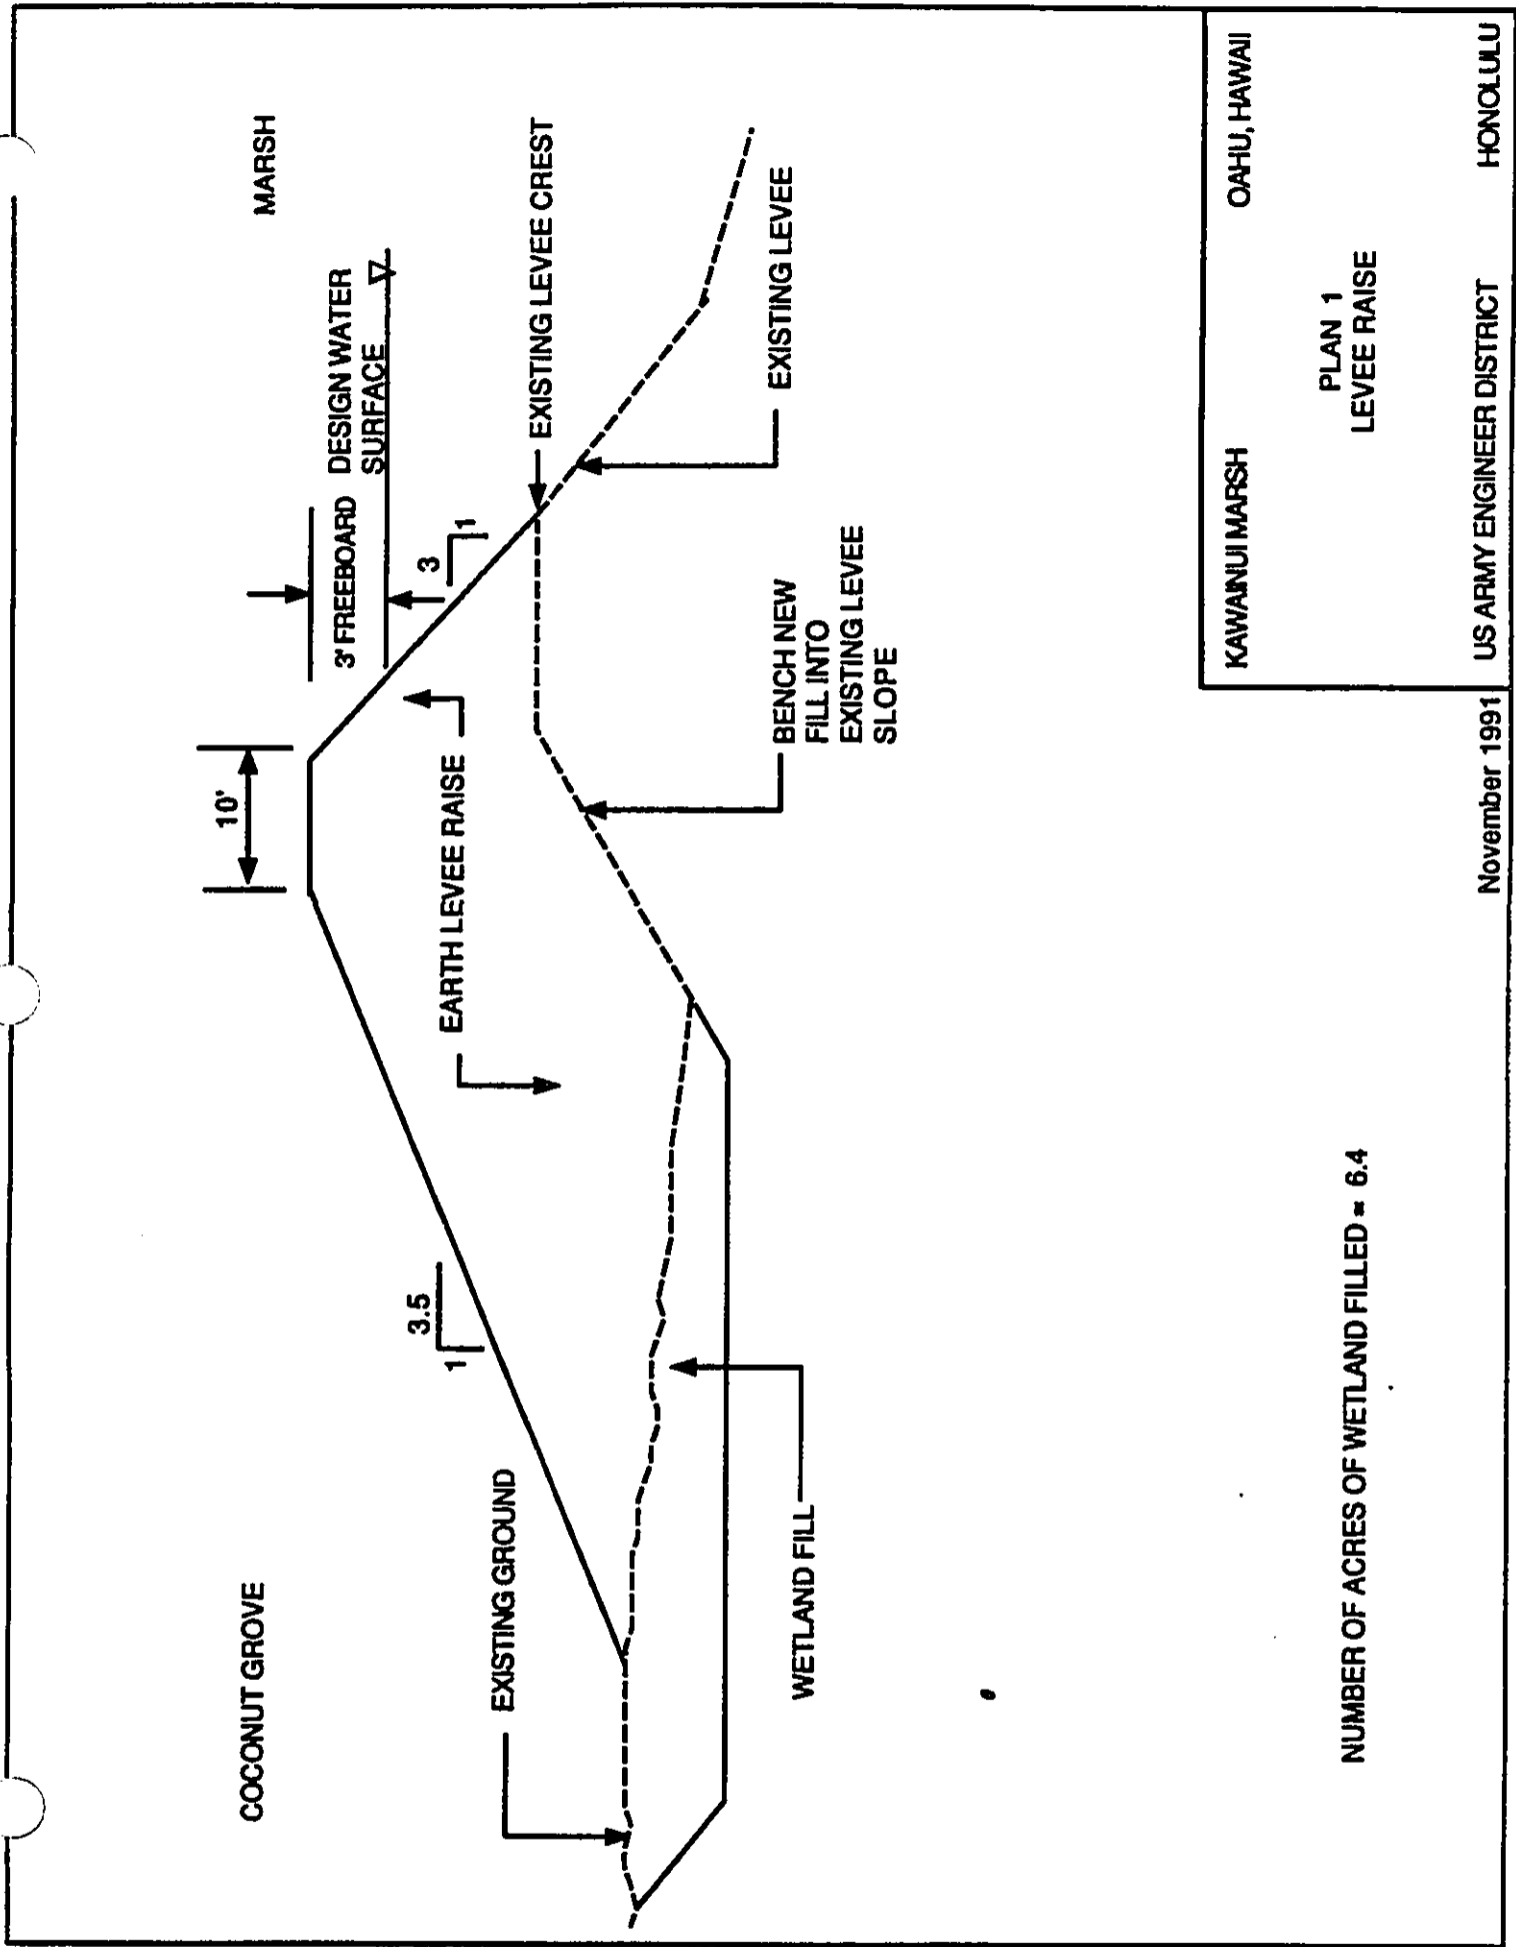 COCONUT GROVE
MARSH
10'
3' FREEBOARD
DESIGN WATER
SURFACE
3
1
3.5
1
EARTH LEVEE RAISE
EXISTING LEVEE CREST
EXISTING GROUND
EXISTING LEVEE
BENCH NEW
FILL INTO
EXISTING LEVEE
SLOPE
WETLAND FILL
NUMBER OF ACRES OF WETLAND FILLED = 6.4
KAWAINUI MARSH
OAHU, HAWAII
PLAN 1
LEVEE RAISE
US ARMY ENGINEER DISTRICT
HONOLULU
November 1991